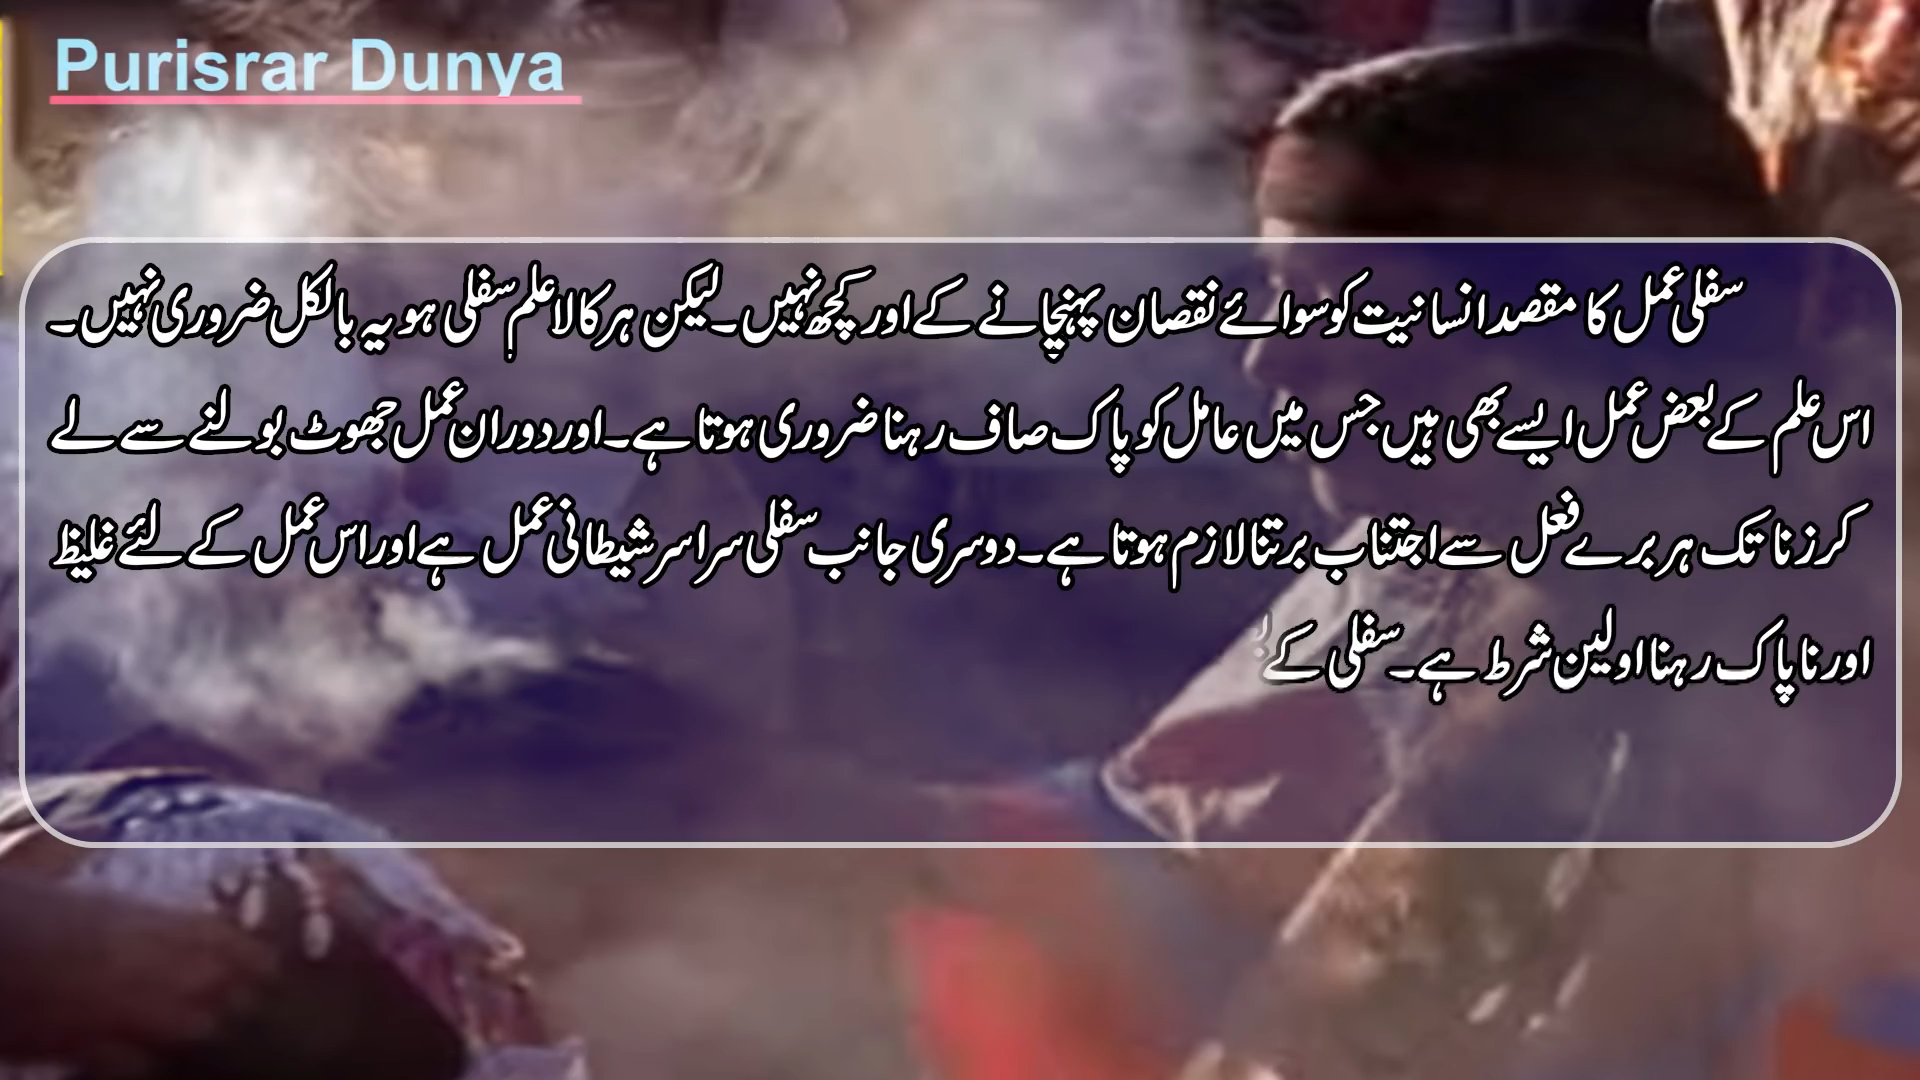 Purisrar Dunya
سفلی عمل کا مقصد انسانیت کو سوائے نقصان پہنچانے کے اور کچھ نہیں۔ لیکن ہر کالا علم سفلی ہو یہ بالکل ضروری نہیں۔
اس علم کے بعض عمل ایسے بھی ہیں جس میں عامل کو پاک صاف رہنا ضروری ہوتا ہے۔ اور دوران عمل جھوٹ بولنے سے لے
کر زنا تک ہر برے فعل سے اجتناب برتنا لازم ہوتا ہے۔ دوسری جانب سفلی سراسر شیطانی عمل ہے اور اس عمل کے لئے غلیظ
اور ناپاک رہنا اولین شرط ہے۔ سفلی کے